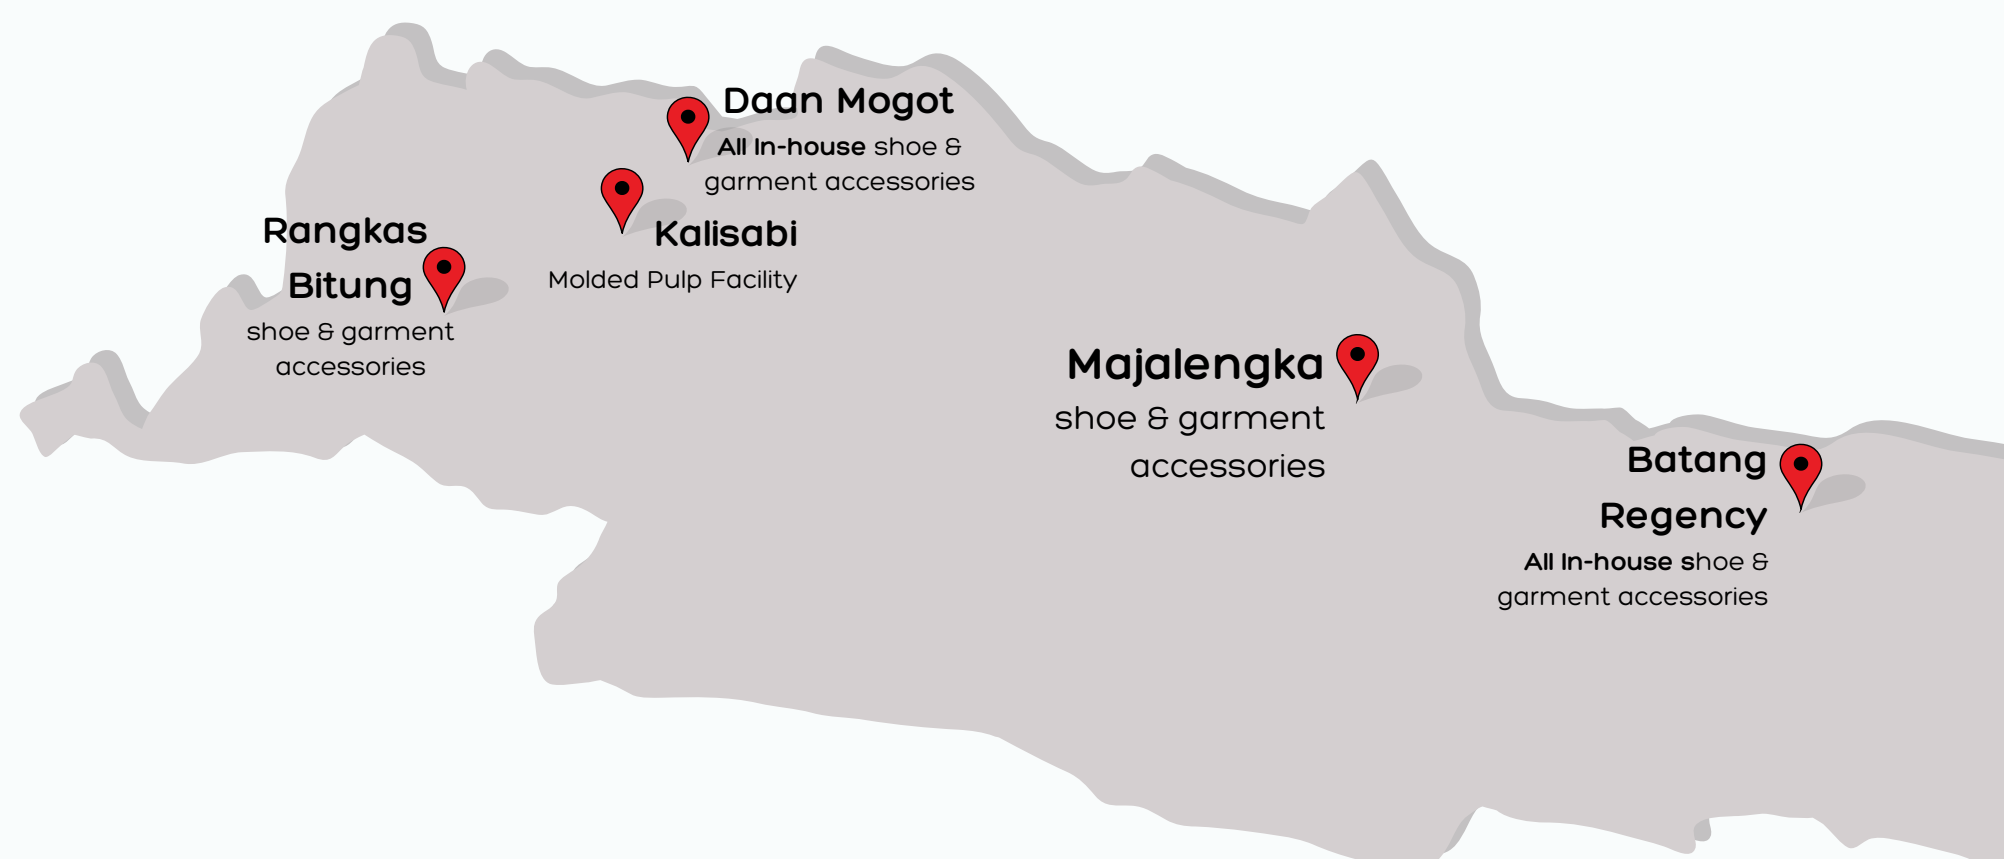 Daan Mogot
All In-house shoe &
garment accessories
Kalisabi
Molded Pulp Facility
Rangkas
Bitung
shoe & garment
accessories
Majalengka
shoe & garment
accessories
Batang
Regency
All In-house shoe &
garment accessories